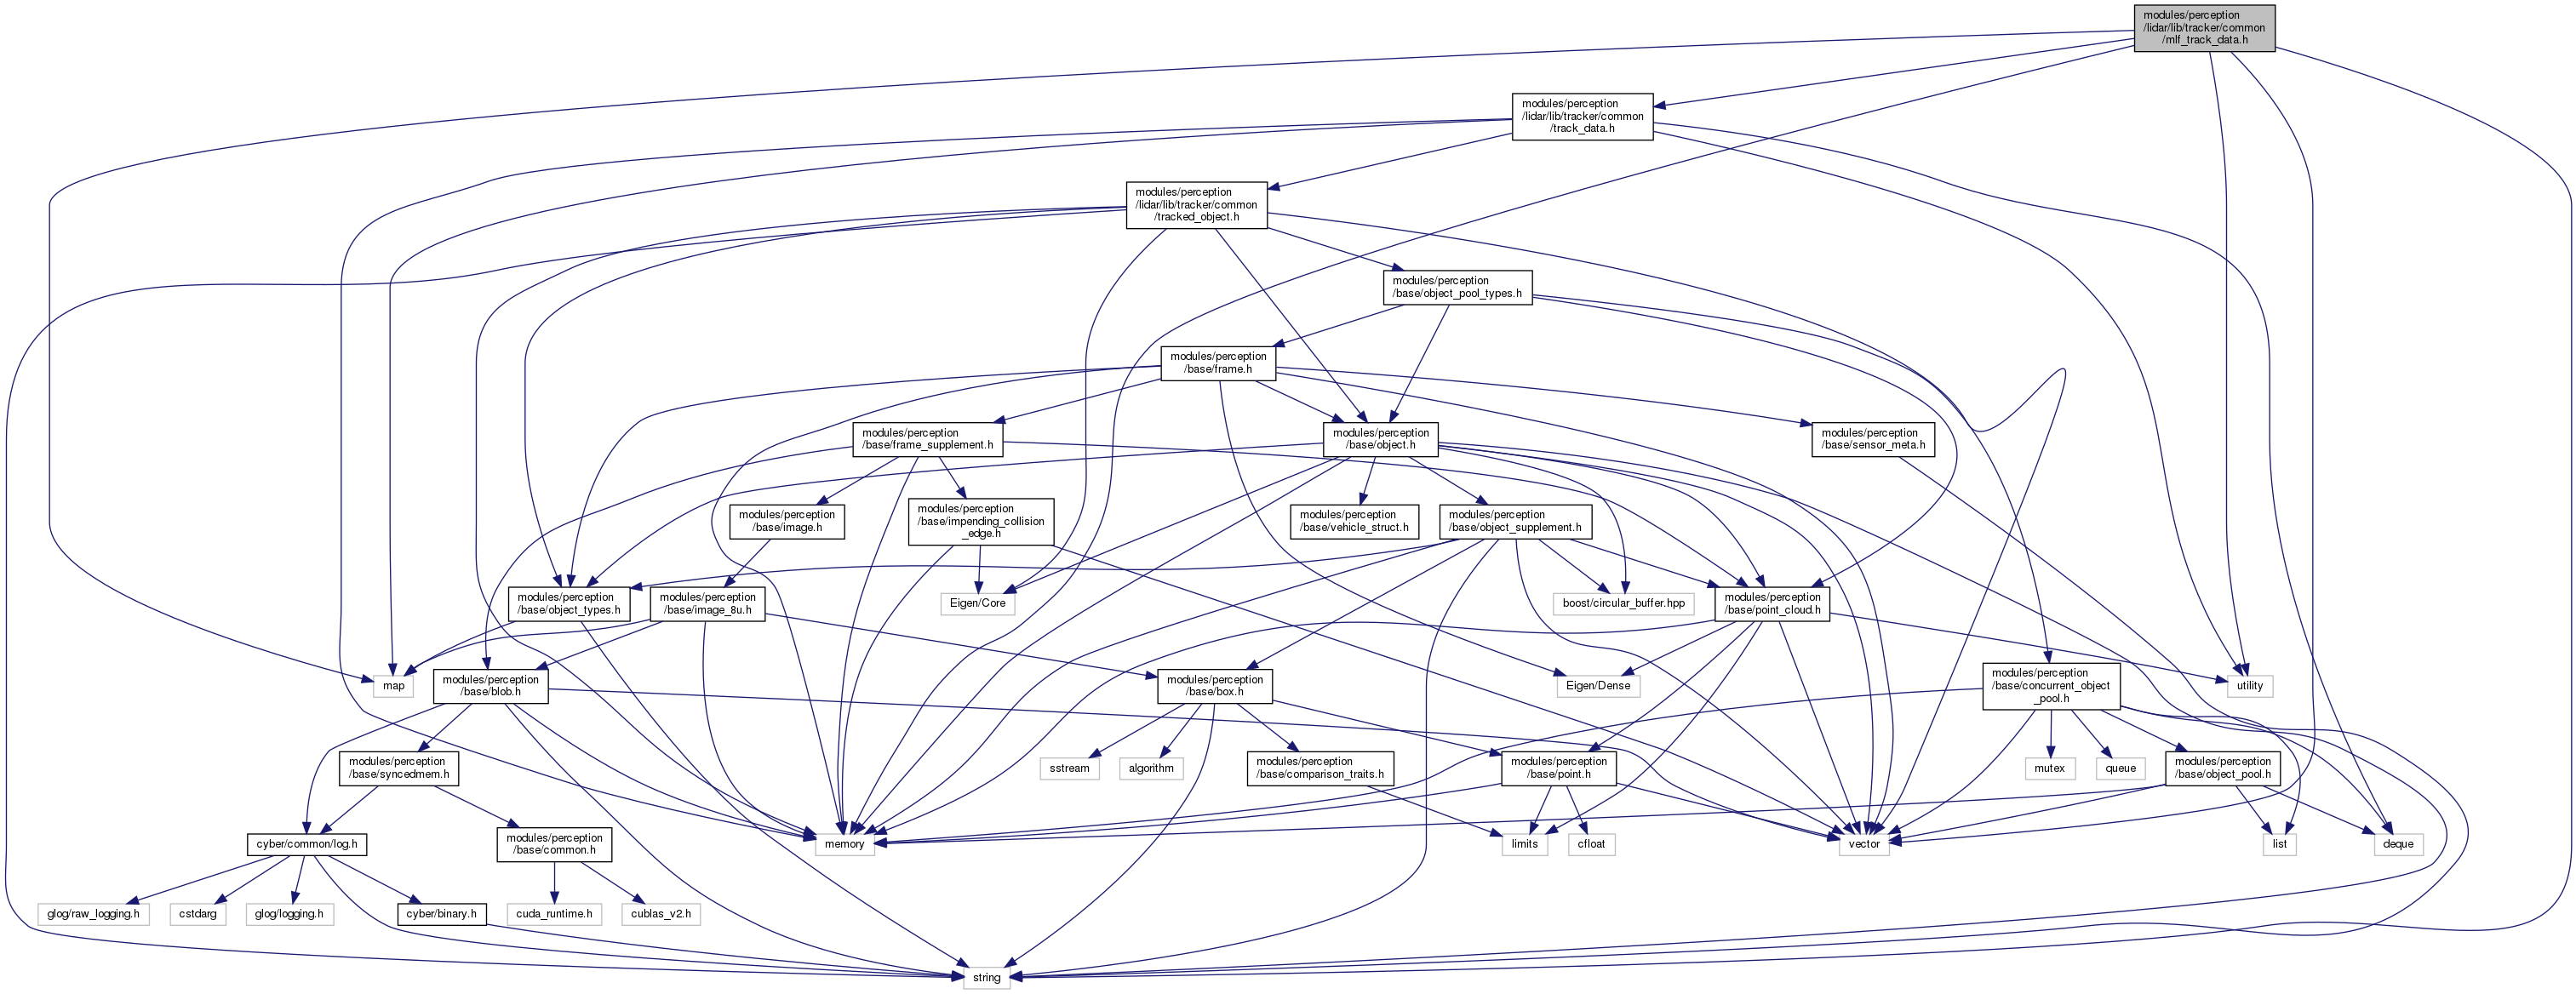 modules/perception
/lidar/lib/tracker/common
/mlf_track_data.h
modules/perception
/lidar/lib/tracker/common
/track_data.h
modules/perception
/lidar/lib/tracker/common
/tracked_object.h
modules/perception
/base/object_pool_types.h
modules/perception
/base/frame.h
modules/perception
/base/frame_supplement.h
modules/perception
/base/object.h
modules/perception
/base/sensor_meta.h
modules/perception
/base/image.h
modules/perception
/base/impending_collision
_edge.h
modules/perception
/base/vehicle_struct.h
modules/perception
/base/object_supplement.h
modules/perception
/base/object_types.h
modules/perception
/base/image_8u.h
Eigen/Core
boost/circular_buffer.hpp
modules/perception
/base/point_cloud.h
map
modules/perception
/base/blob.h
modules/perception
/base/box.h
Eigen/Dense
modules/perception
/base/concurrent_object
_pool.h
utility
modules/perception
/base/syncedmem.h
sstream
algorithm
modules/perception
/base/comparison_traits.h
modules/perception
/base/point.h
mutex
queue
modules/perception
/base/object_pool.h
cyber/common/log.h
modules/perception
/base/common.h
memory
limits
cfloat
vector
list
deque
glog/raw_logging.h
cstdarg
glog/logging.h
cyber/binary.h
cuda_runtime.h
cublas_v2.h
string